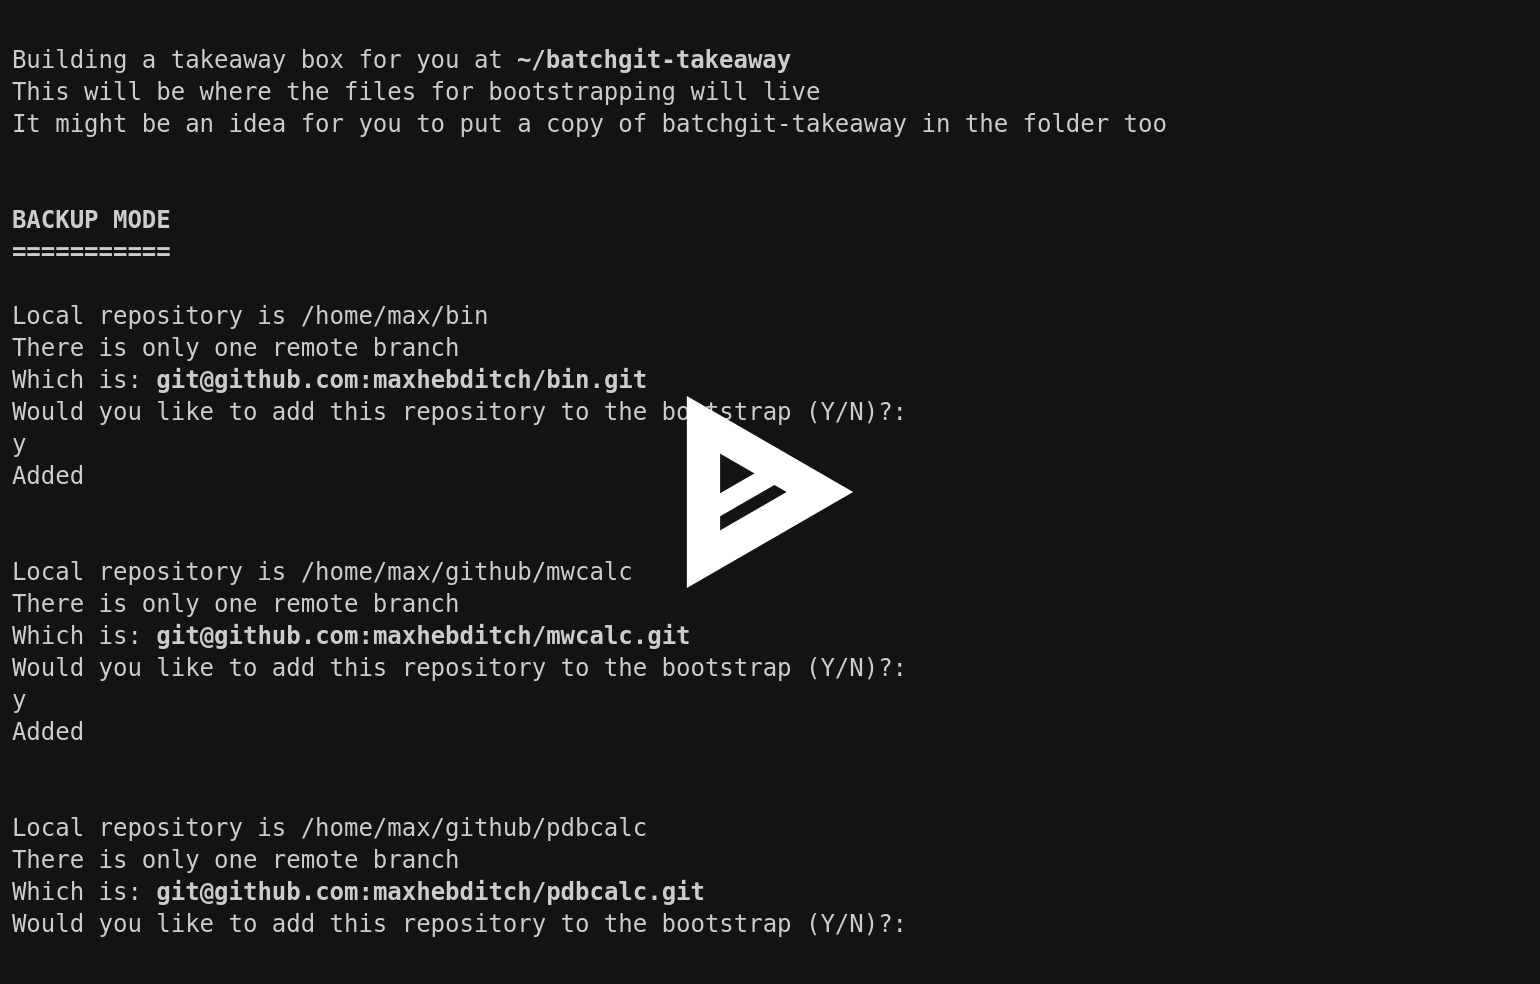 Building a takeaway box for you at ~/batchgit-takeaway
This will be where the files for bootstrapping will live
It might be an idea for you to put a copy of batchgit-takeaway in the folder too
BACKUP MODE
===========
Local repository is /home/max/bin
There is only one remote branch
Which is: git@github.com:maxhebditch/bin.git
Would you like to add this repository to the bootstrap (Y/N)?:
y
Added
Local repository is /home/max/github/mwcalc
There is only one remote branch
Which is: git@github.com:maxhebditch/mwcalc.git
Would you like to add this repository to the bootstrap (Y/N)?:
y
Added
Local repository is /home/max/github/pdbcalc
There is only one remote branch
Which is: git@github.com:maxhebditch/pdbcalc.git
Would you like to add this repository to the bootstrap (Y/N)?: